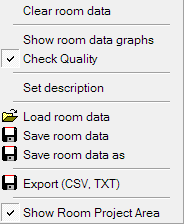 Clear room data
Show room data graphs
Check Quality
Set description
Load room data
Save room data
Save room data as
Export (CSV, TXT)
Show Room Project Area